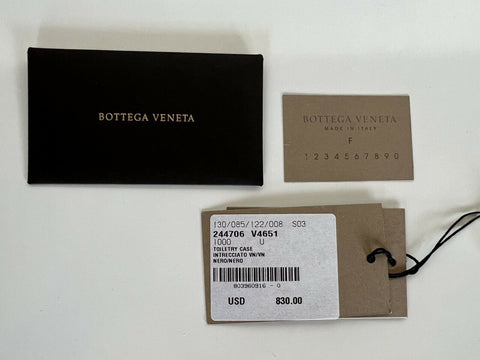 BOTTEGA VENETA
BOTTEGA VENETA
MADE IN ITALY
F
1 2 3 4 5 6 7 8 9 0
130/085/122/008 S03
244706 V4651
1000 U
TOILETRY CASE
INTRECCIATO VN/VN
NERO/NERO
803960916 - 0
USD 830.00